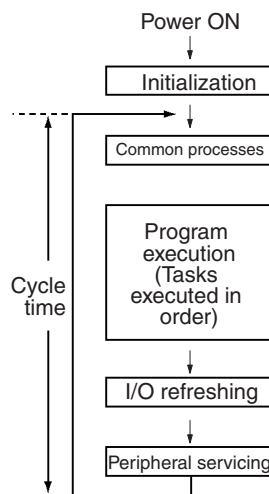 Power ON
Initialization
Common processes
Program
execution
(Tasks
executed in
order)
Cycle
time
I/O refreshing
Peripheral servicing